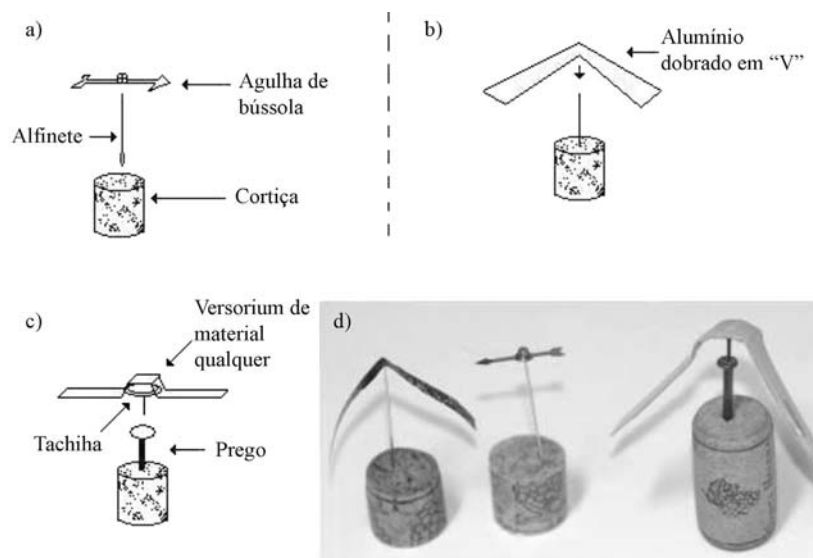 a)
Agulha de
bússola
Alfinete
Cortiça
b)
Alumínio
dobrado em “V”
c)
Versorium de
material
qualquer
Tachiha
Prego
d)